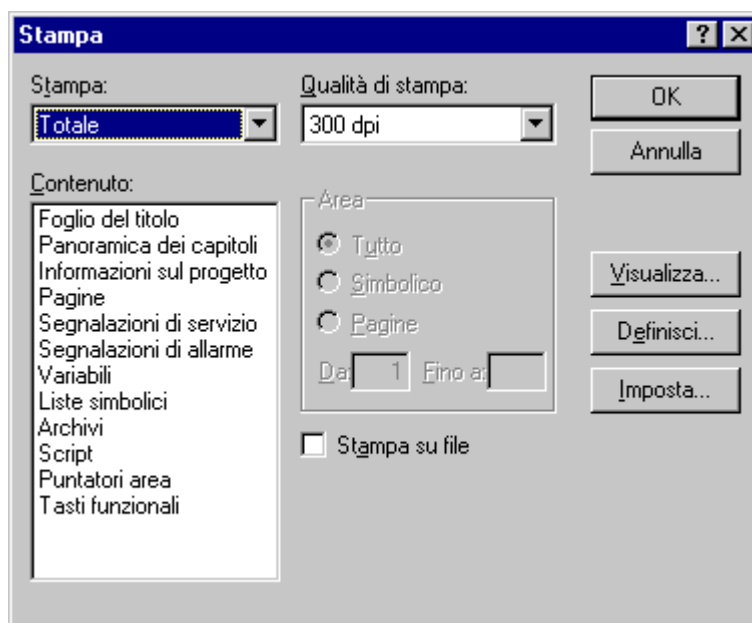 Stampa
Stampa:
Totale
Qualità di stampa:
300 dpi
OK
Annulla
Contenuto:
Foglio del titolo
Panoramica dei capitoli
Informazioni sul progetto
Pagine
Segnalazioni di servizio
Segnalazioni di allarme
Variabili
Liste simbolici
Archivi
Script
Puntatori area
Tasti funzionali
Area
Tutto
Simbolico
Pagine
Da: 1 Fino a:
Stampa su file
Visualizza...
Definisci...
Imposta...